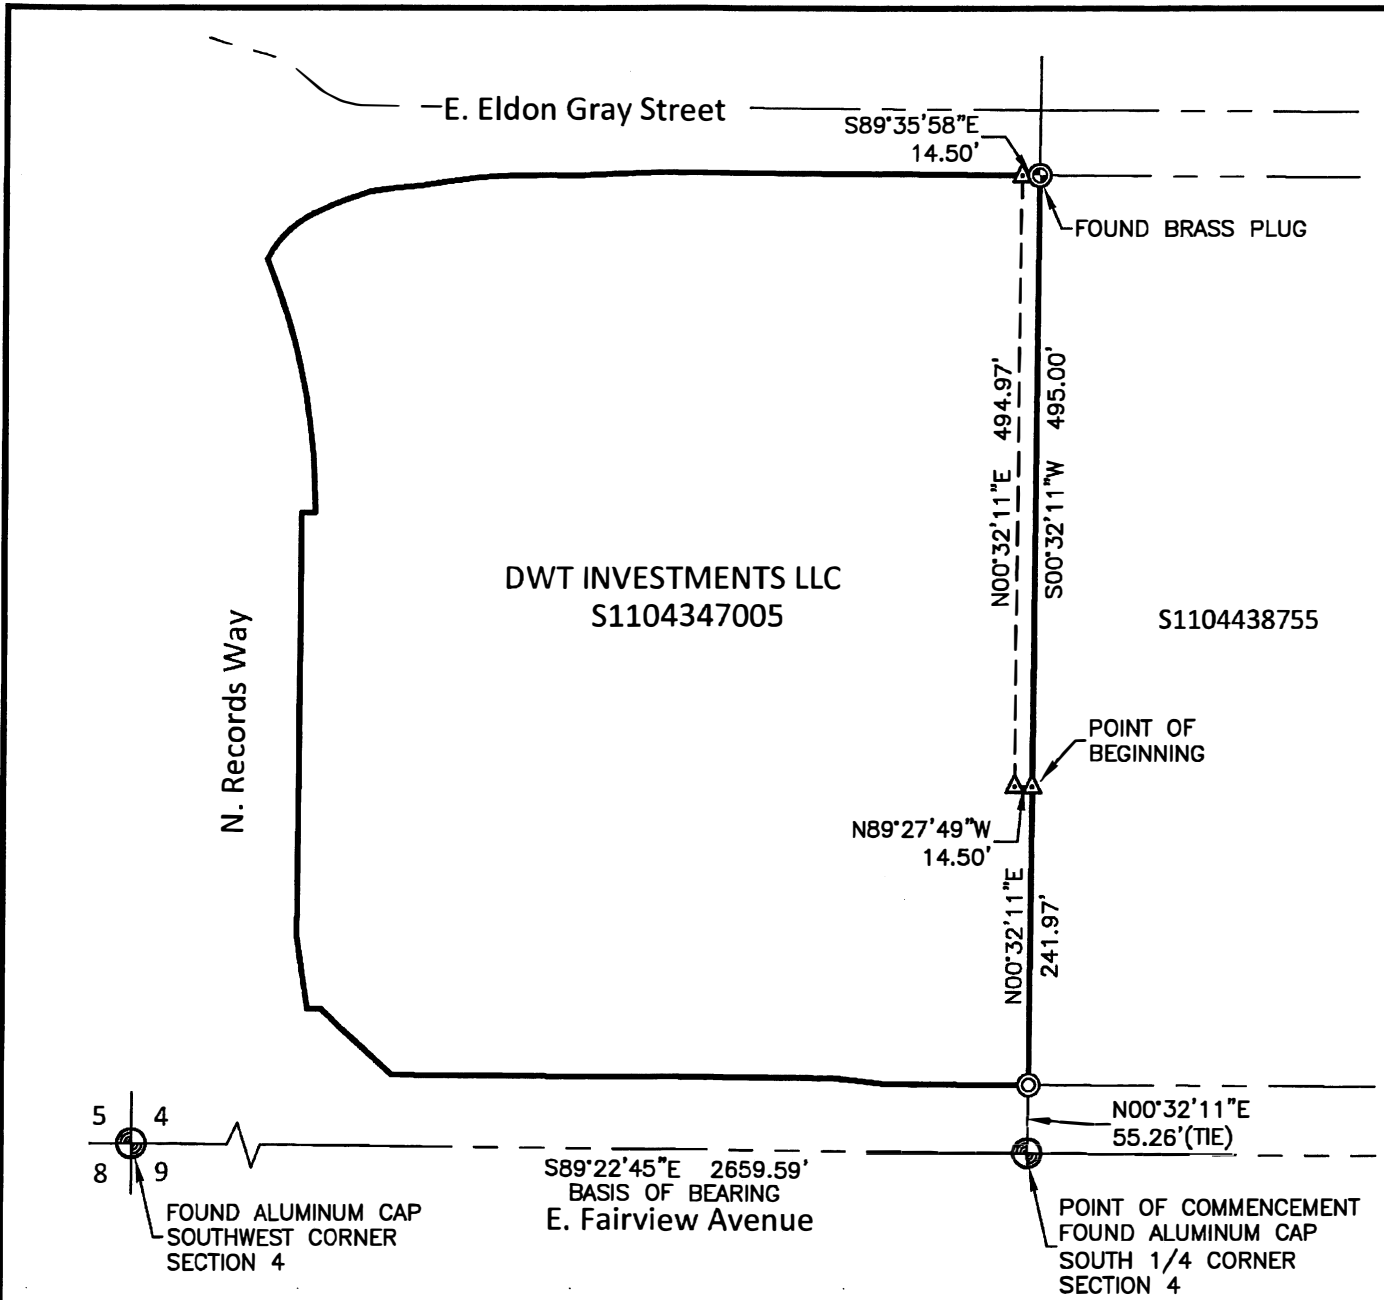 E. Eldon Gray Street
S89°35'58"E
14.50'
FOUND BRASS PLUG
N00°32'11"E 494.97'
S00°32'11"W 495.00'
DWT INVESTMENTS LLC
S1104347005
S1104438755
N. Records Way
POINT OF
BEGINNING
N89°27'49"W
14.50'
N00°32'11"E
241.97'
N00°32'11"E
55.26'(TIE)
5 4
8 9
S89°22'45"E 2659.59'
BASIS OF BEARING
E. Fairview Avenue
FOUND ALUMINUM CAP
SOUTHWEST CORNER
SECTION 4
POINT OF COMMENCEMENT
FOUND ALUMINUM CAP
SOUTH 1/4 CORNER
SECTION 4